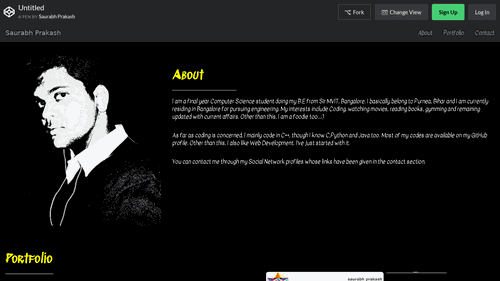 Untitled
A PEN BY Saurabh Prakash
Fork
Change View
Sign Up
Log In
Saurabh Prakash
About
Portfolio
Contact
About
I am a final year Computer Science student doing my B.E from Sir MVIT, Bangalore. I basically belong to Purnea, Bihar and I am currently
residing in Bangalore for pursuing engineering. My interests include Coding, watching movies, reading books, gymming and remaining
updated with current affairs. Other than this, I am a foodie too...:)
As far as coding is concerned, I mainly code in C++, though I know C,Python and Java too. Most of my codes are available on my GitHub
profile. Other than this, I also like Web Development. I've just started with it.
You can contact me through my Social Network profiles whose links have been given in the contact section.
Portfolio
saurabh prakash